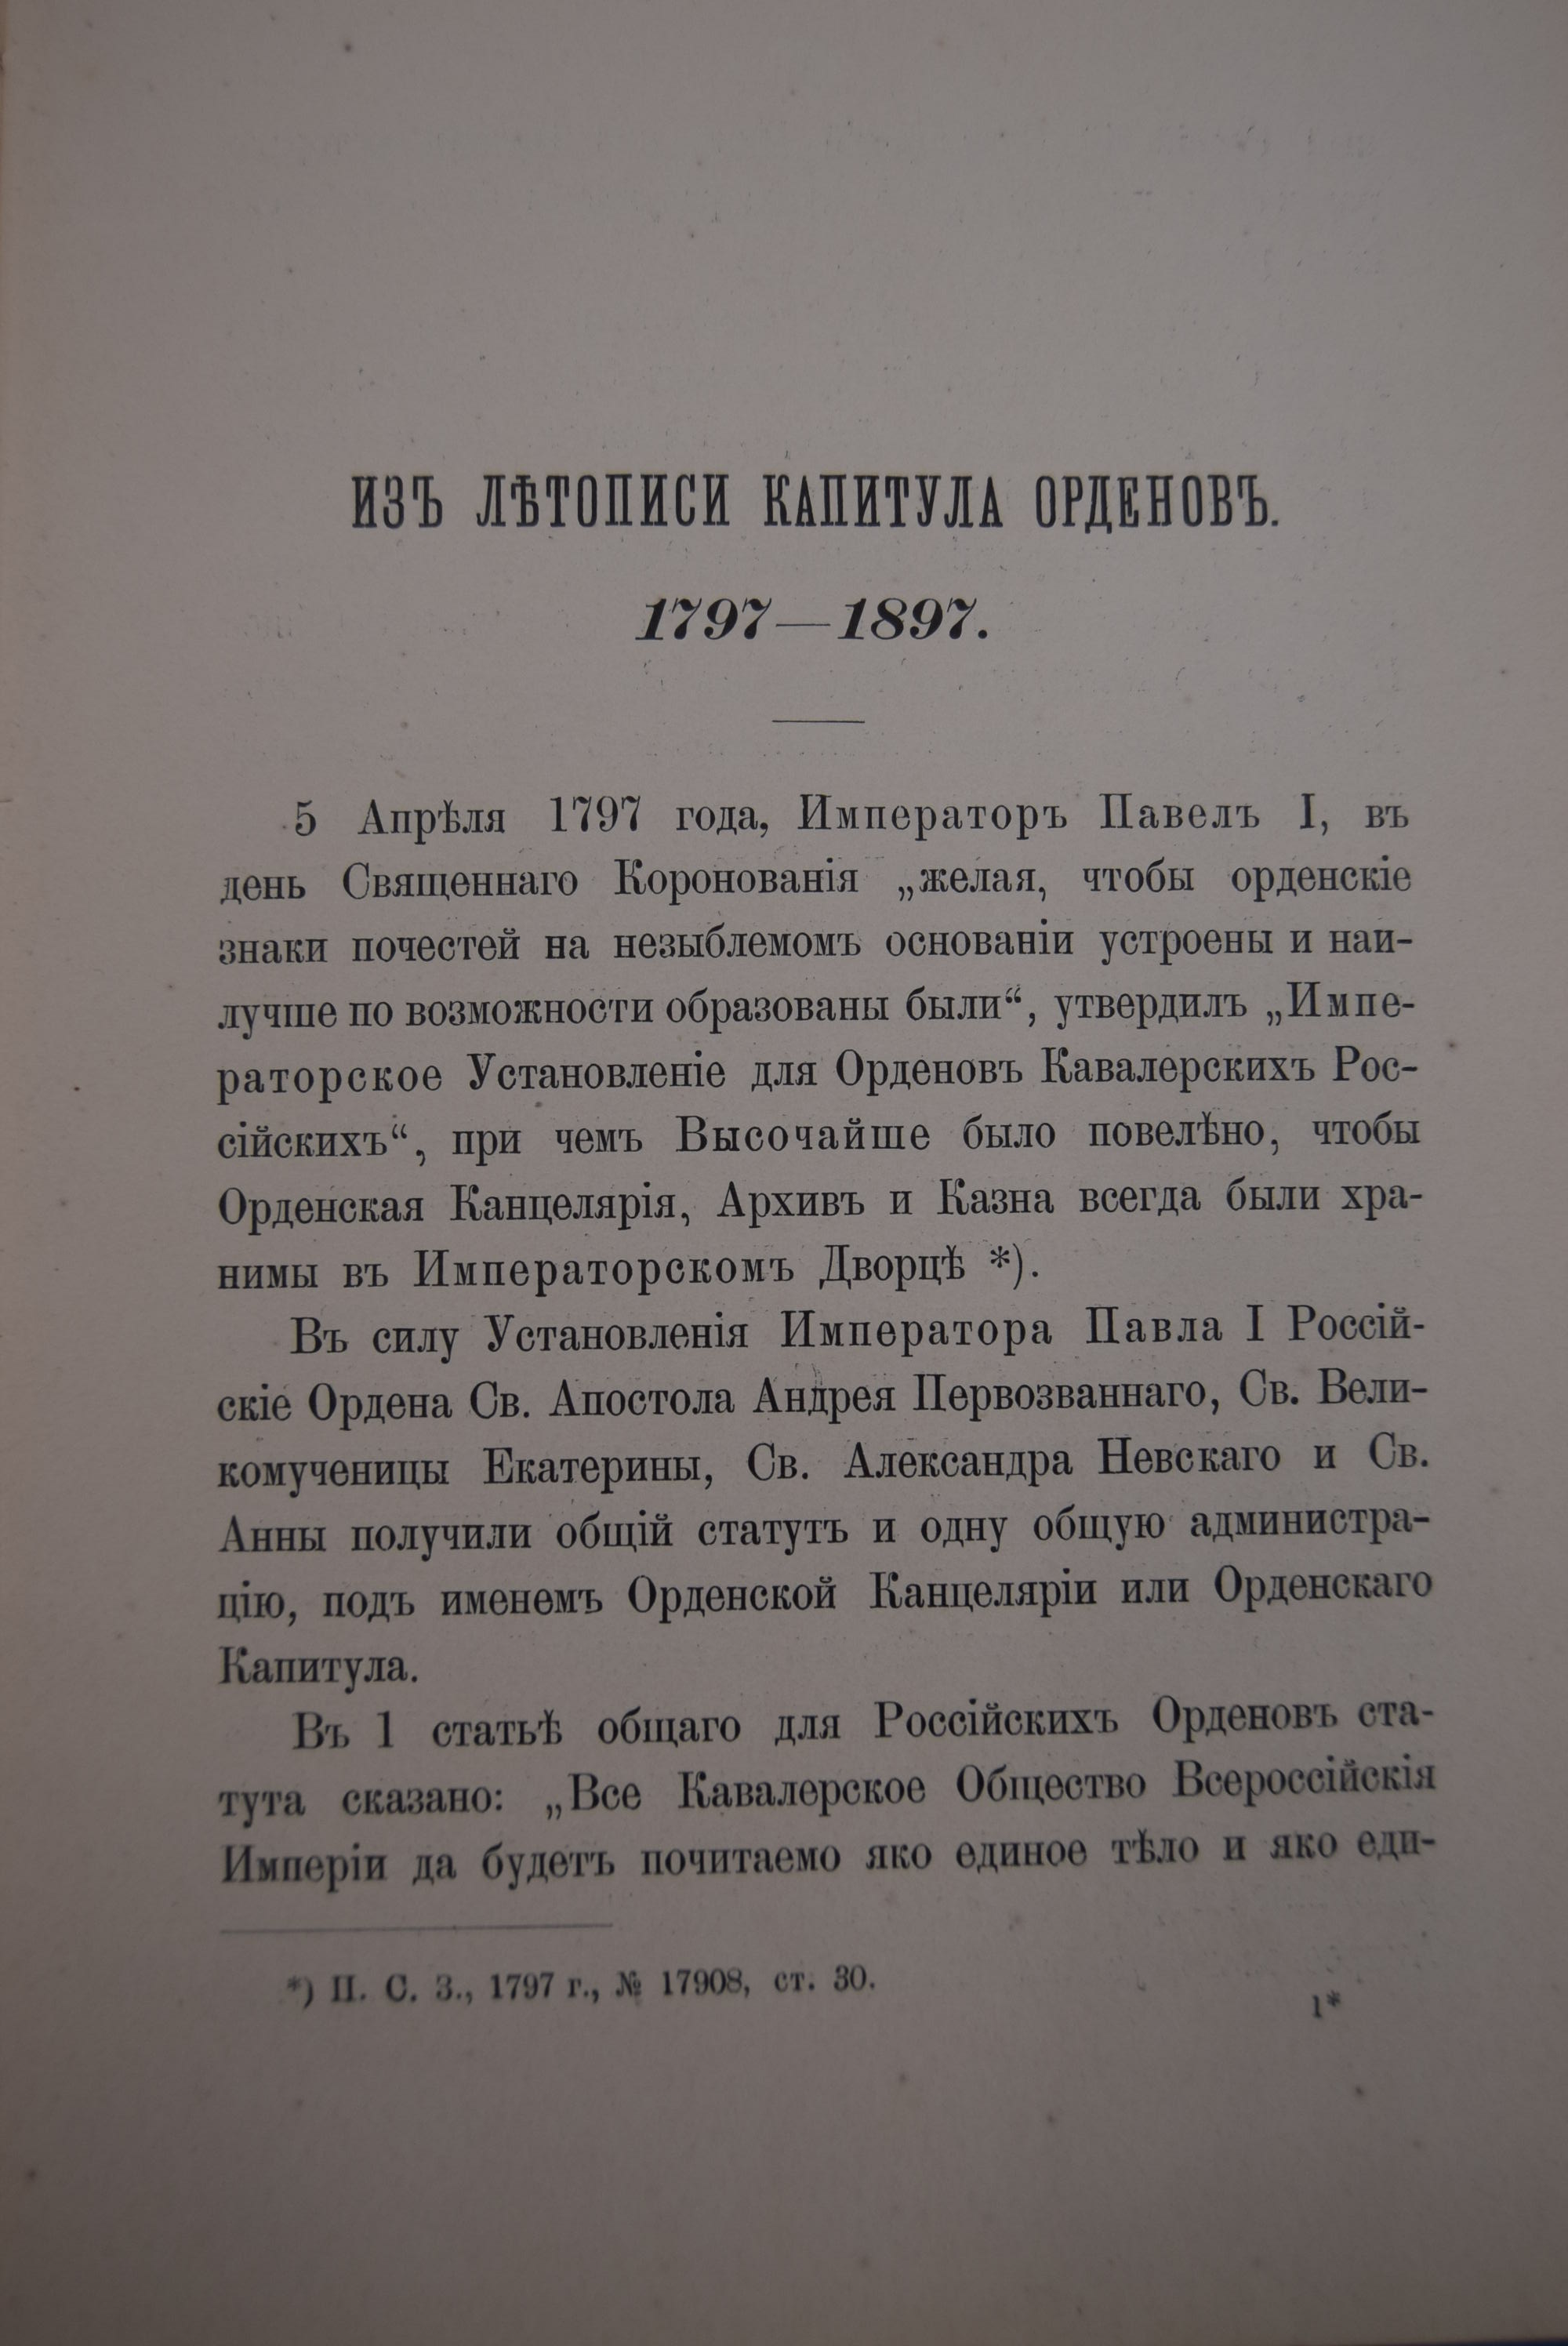 ИЗЪ ЛѢТОПИСИ КАПИТУЛА ОРДЕНОВЪ.
1797—1897.
5 Апрѣля 1797 года, Императоръ Павелъ I, въ
день Священнаго Коронованія „желая, чтобы орденскіе
знаки почестей на незыблемомъ основаніи устроены и наи-
лучше по возможности образованы были“, утвердилъ „Импе-
раторское Установленіе для Орденовъ Кавалерскихъ Рос-
сійскихъ“, при чемъ Высочайше было повелѣно, чтобы
Орденская Канцелярія, Архивъ и Казна всегда были хра-
нимы въ Императорскомъ Дворцѣ *).
Въ силу Установленія Императора Павла I Россій-
скіе Ордена Св. Апостола Андрея Первозваннаго, Св. Вели-
комученицы Екатерины, Св. Александра Невскаго и Св.
Анны получили общій статутъ и одну общую администра-
цію, подъ именемъ Орденской Канцеляріи или Орденскаго
Капитула.
Въ 1 статьѣ общаго для Россійскихъ Орденовъ ста-
тута сказано: „Все Кавалерское Общество Всероссійскія
Имперіи да будетъ почитаемо яко единое тѣло и яко еди-
*) П. С. З., 1797 г., № 17908, ст. 30.
1*